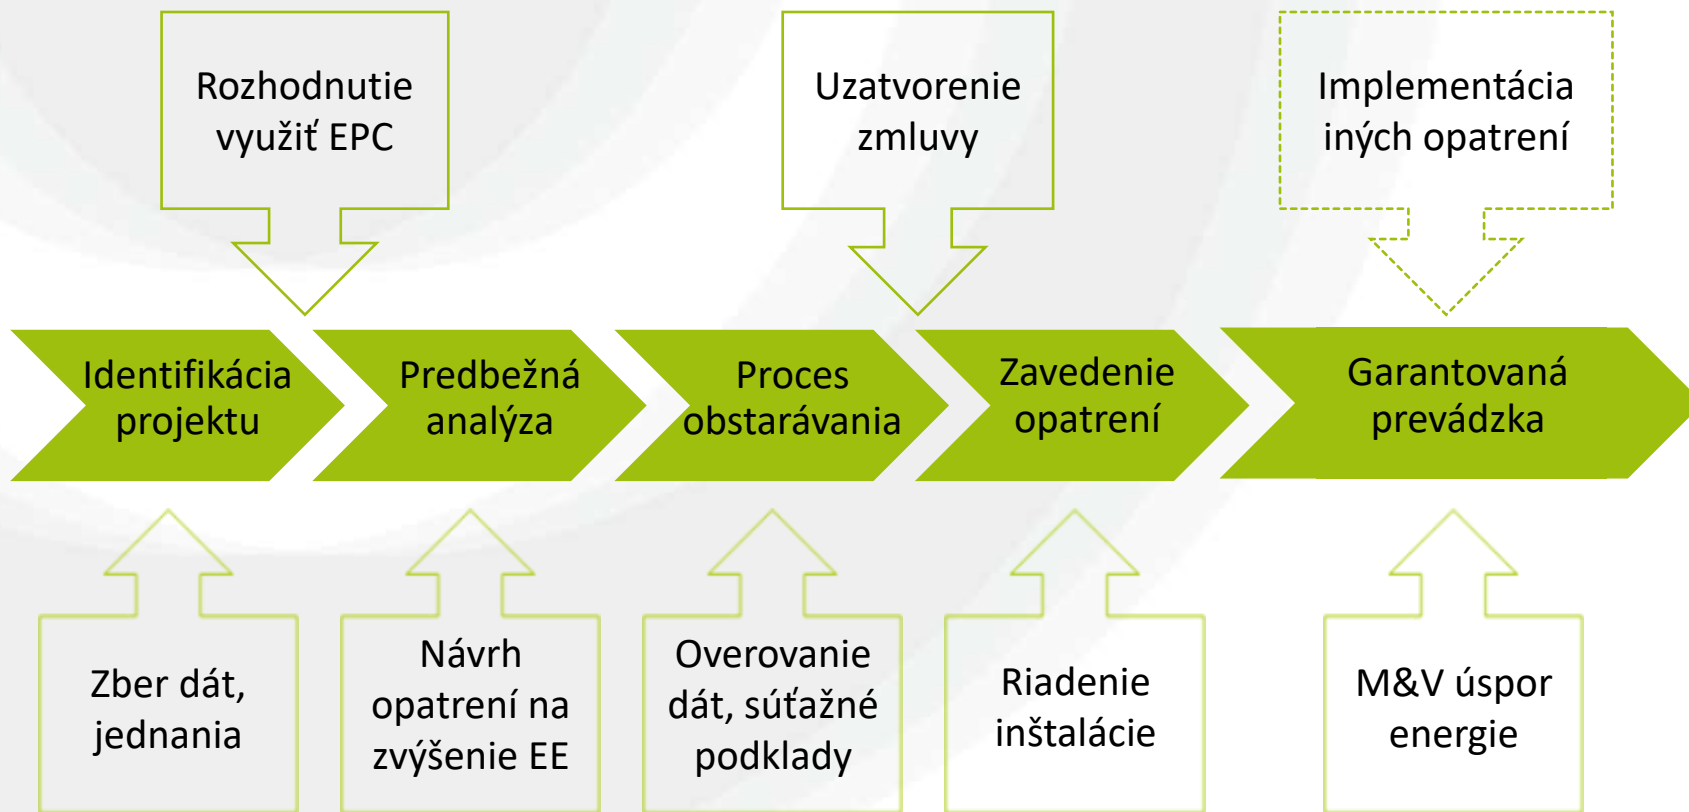 Rozhodnutie
využiť EPC
Uzatvorenie
zmluvy
Implementácia
iných opatrení
Identifikácia
projektu
Predbežná
analýza
Proces
obstarávania
Zavedenie
opatrení
Garantovaná
prevádzka
Zber dát,
jednania
Návrh
opatrení na
zvýšenie EE
Overovanie
dát, súťažné
podklady
Riadenie
inštalácie
M&V úspor
energie